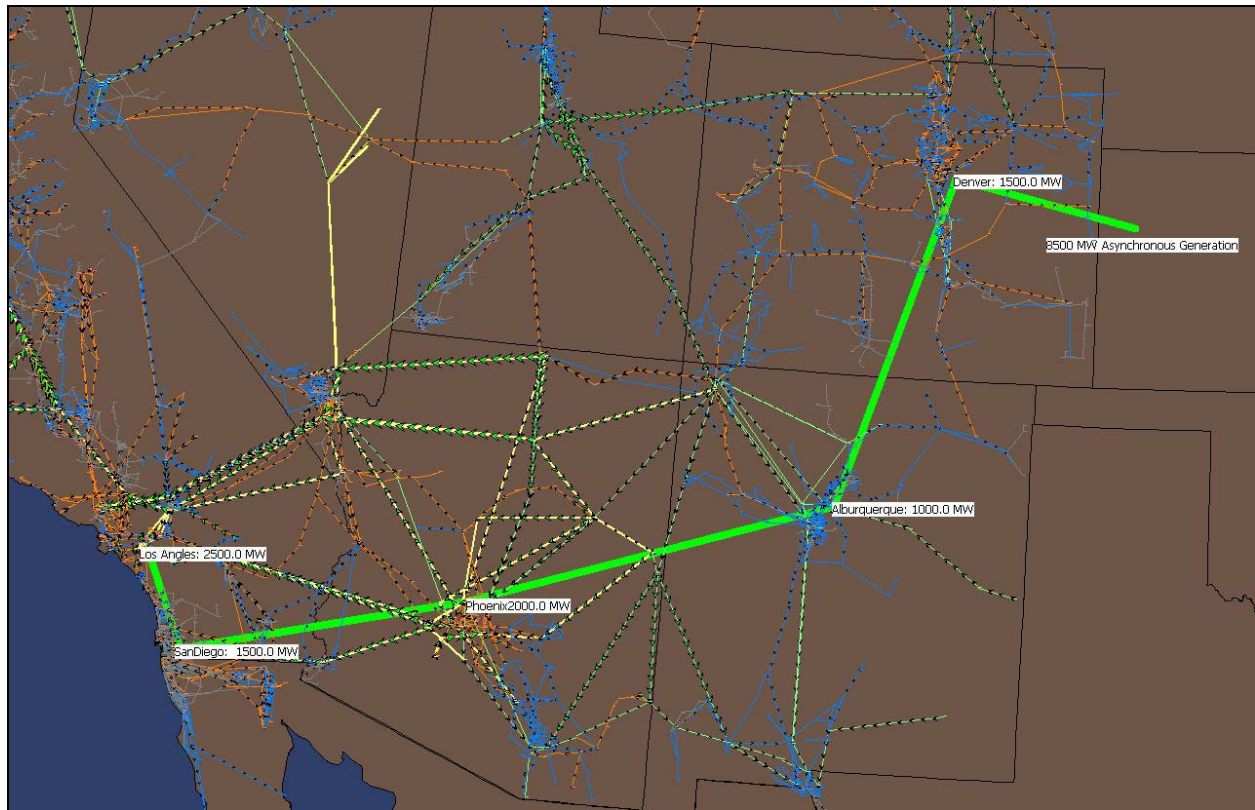 Denver: 1500.0 MW
8500 MW Asynchronous Generation
Alburquerque: 1000.0 MW
Los Angles: 2500.0 MW
Phoenix2000.0 MW
SanDiego: 1500.0 MW